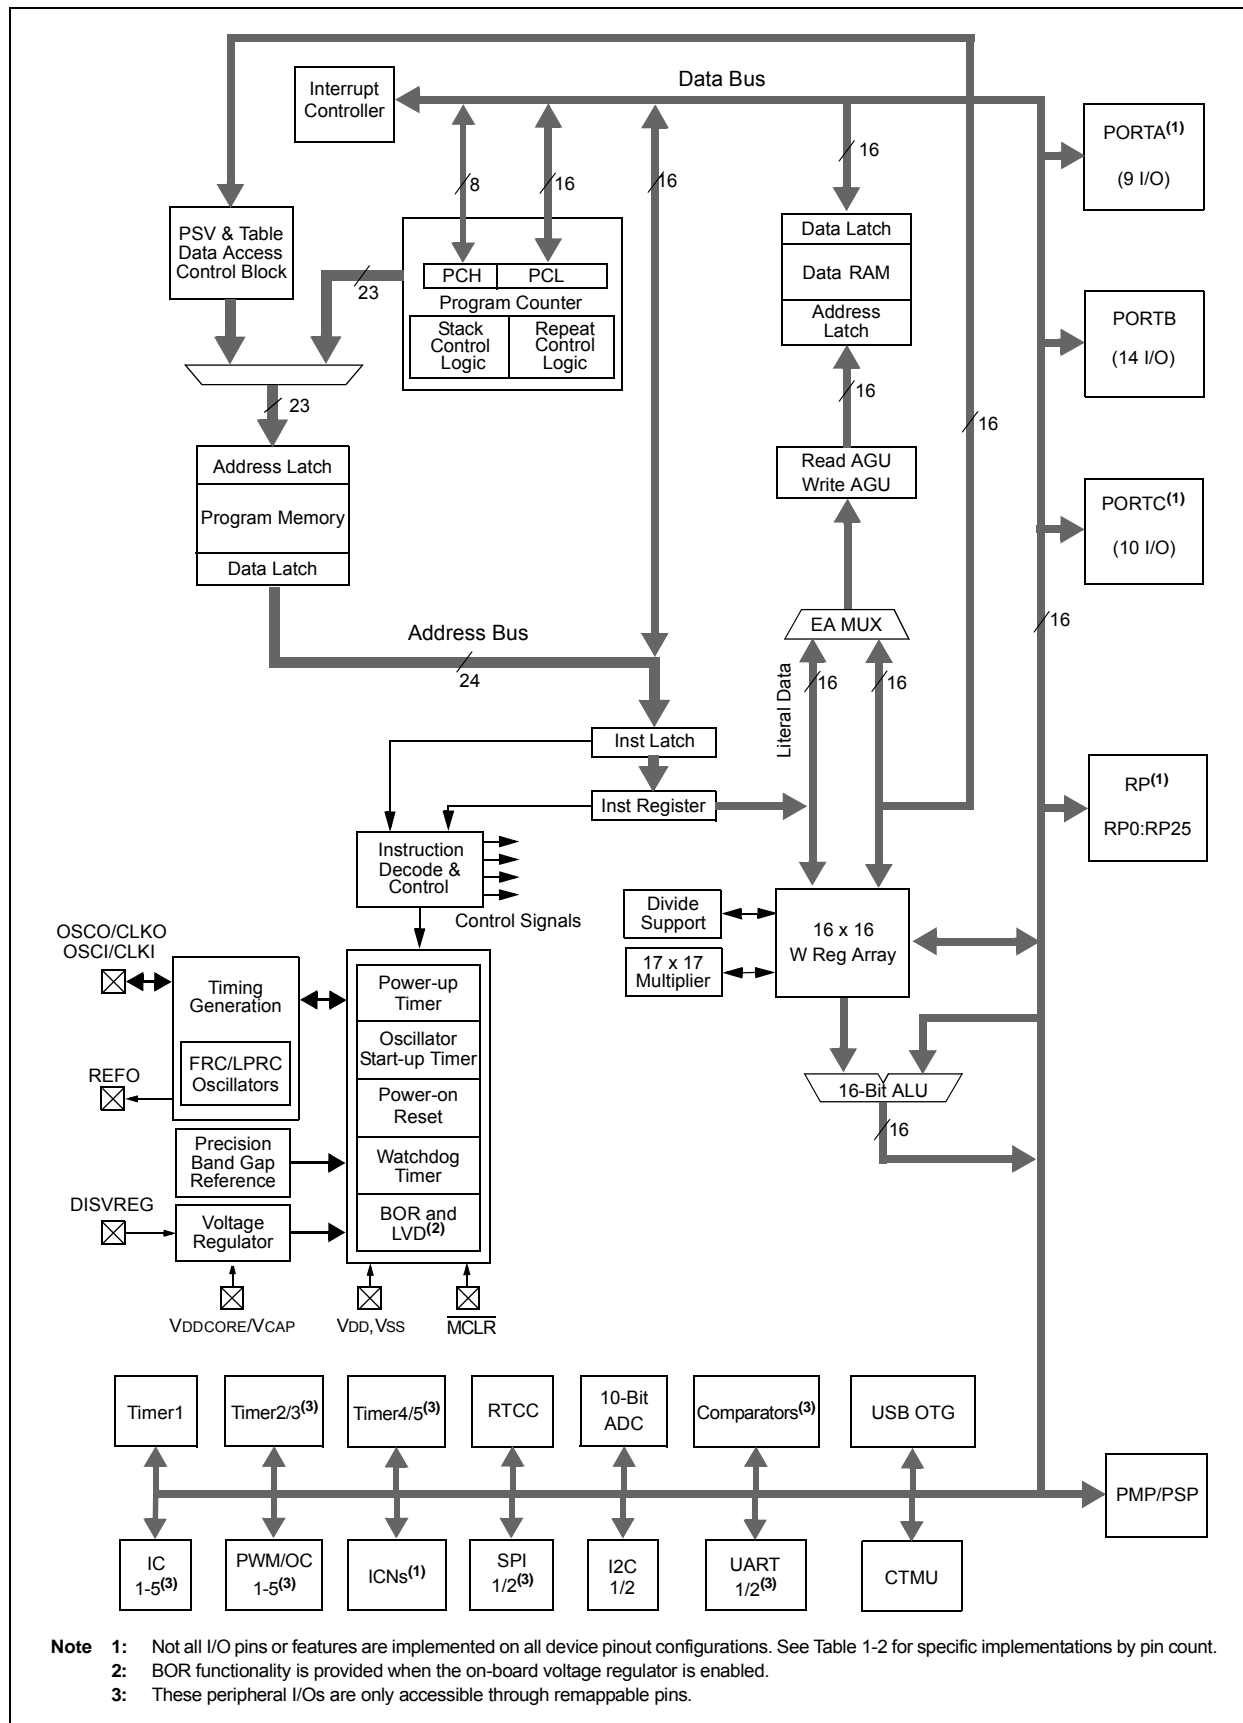 Data Bus
Interrupt
Controller
16
8
16
16
PORTA(1)
(9 I/O)
PSV & Table
Data Access
Control Block
23
PCH
PCL
Program Counter
Stack
Control
Logic
Repeat
Control
Logic
Data Latch
Data RAM
Address
Latch
PORTB
(14 I/O)
23
16
16
Address Latch
Program Memory
Data Latch
Read AGU
Write AGU
PORTC(1)
(10 I/O)
EA MUX
16
Address Bus
24
Literal Data
16
16
Inst Latch
Inst Register
RP(1)
RP0:RP25
Instruction
Decode &
Control
Control Signals
Divide
Support
17 x 17
Multiplier
16 x 16
W Reg Array
OSCO/CLKO
OSCI/CLKI
Timing
Generation
FRC/LPRC
Oscillators
REFO
Power-up
Timer
Oscillator
Start-up Timer
Power-on
Reset
Watchdog
Timer
BOR and
LVD(2)
16-Bit ALU
16
Precision
Band Gap
Reference
DISVREG
Voltage
Regulator
VDDCORE/VCAP
VDD,VSS
MCLR
Timer1
Timer2/3(3)
Timer4/5(3)
RTCC
10-Bit
ADC
Comparators(3)
USB OTG
PMP/PSP
IC
1-5(3)
PWM/OC
1-5(3)
ICNs(1)
SPI
1/2(3)
I2C
1/2
UART
1/2(3)
CTMU
Note 1: Not all I/O pins or features are implemented on all device pinout configurations. See Table 1-2 for specific implementations by pin count.
2: BOR functionality is provided when the on-board voltage regulator is enabled.
3: These peripheral I/Os are only accessible through remappable pins.